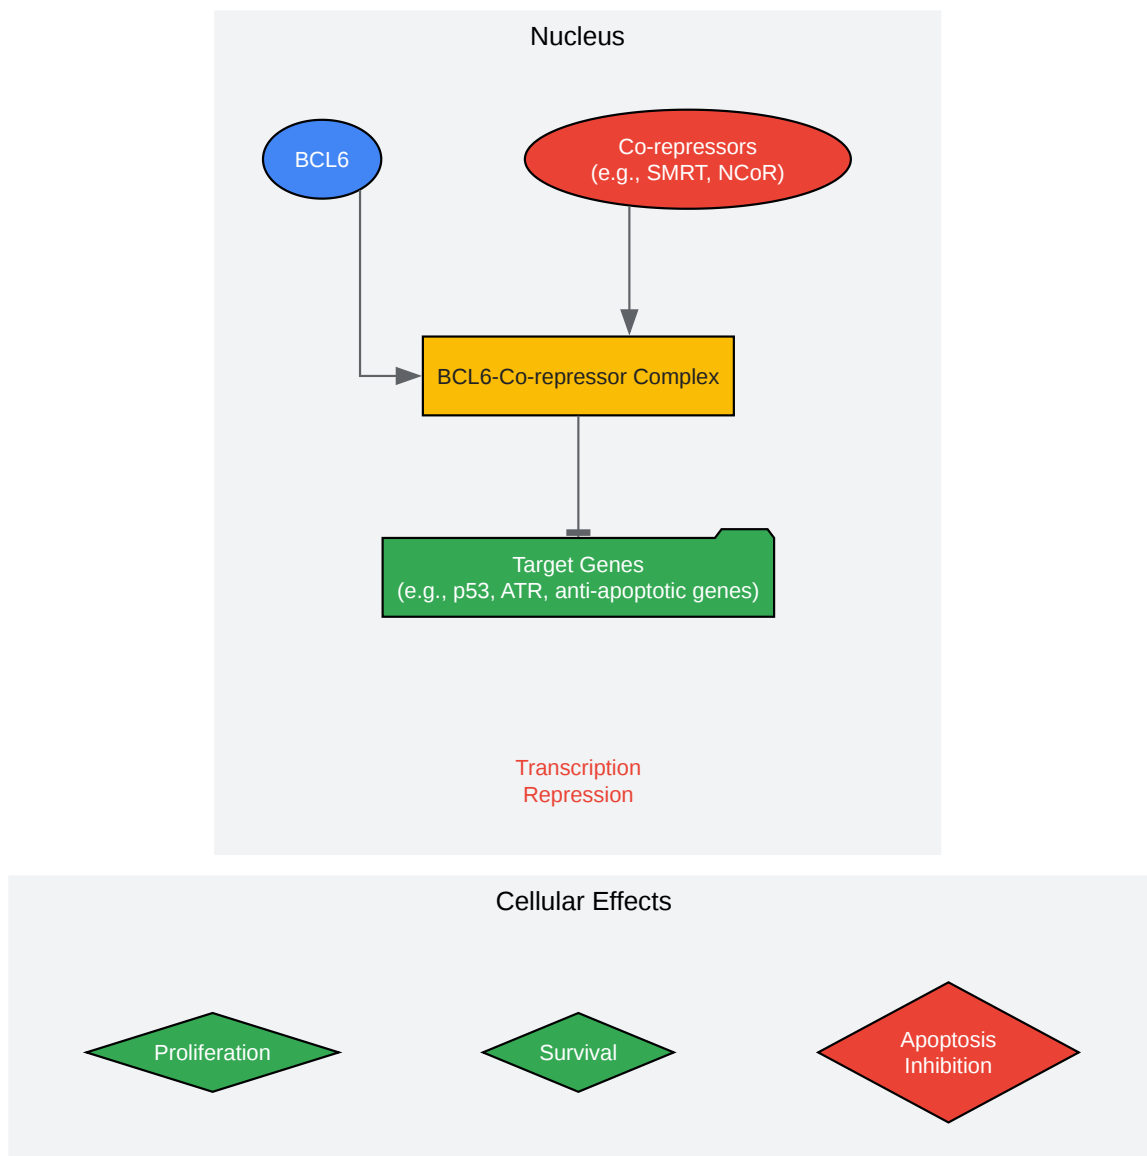 Nucleus
BCL6
Co-repressors
(e.g., SMRT, NCoR)
BCL6-Co-repressor Complex
Target Genes
(e.g., p53, ATR, anti-apoptotic genes)
Transcription
Repression
Cellular Effects
Proliferation
Survival
Apoptosis
Inhibition